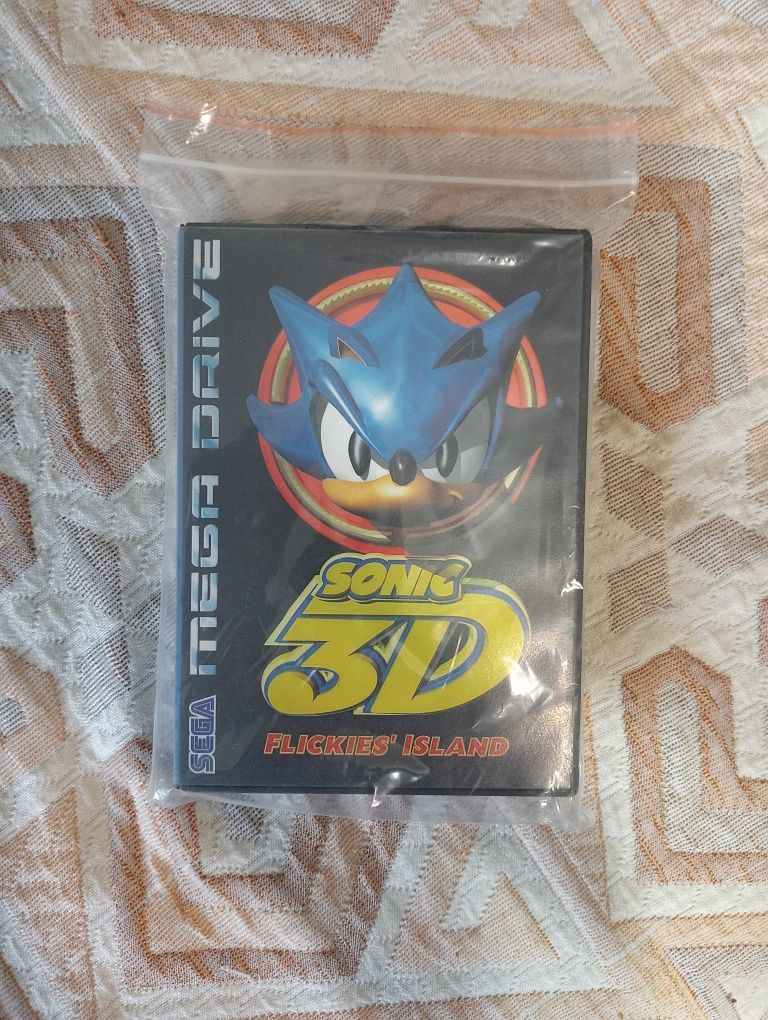 SEGA MEGA DRIVE
SONIC
3D
FLICKIES' ISLAND